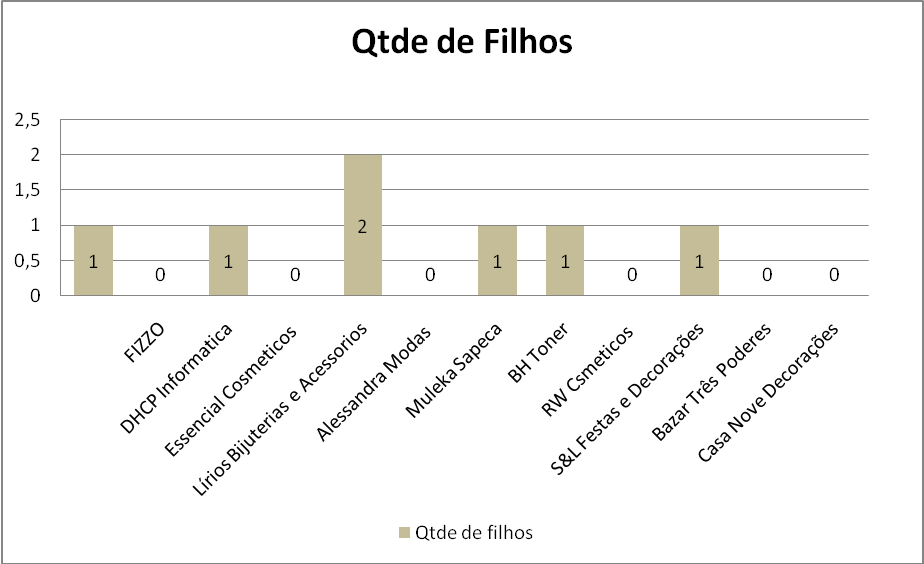 Qtde de Filhos
2,5
2
1,5
1
0,5
0
1
0
1
0
2
0
1
1
0
1
0
0
FIZZO
DHCP Informatica
Essencial Cosmeticos
Lírios Bijuterias e Acessorios
Alessandra Modas
Muleka Sapeca
BH Toner
RW Csmeticos
S&L Festas e Decorações
Bazar Três Poderes
Casa Nove Decorações
Qtde de filhos